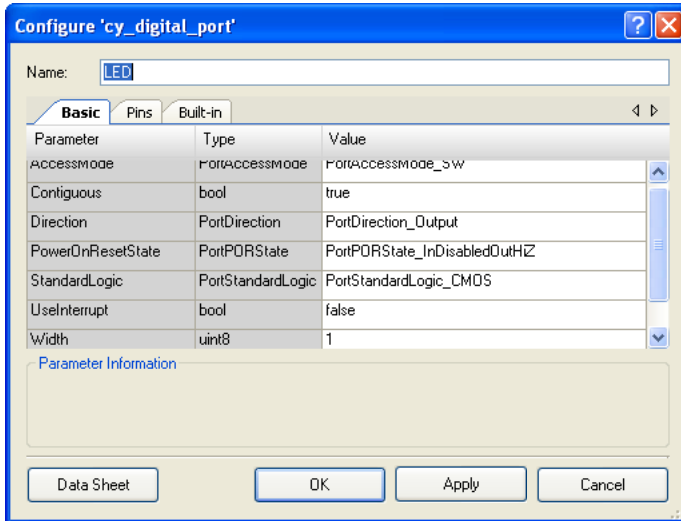 Configure 'cy_digital_port'
Name: LED
Basic Pins Built-in
Parameter Type Value
AccessMode PortAccessMode PortAccessMode_SW
Contiguous bool true
Direction PortDirection PortDirection_Output
PowerOnResetState PortPORState PortPORState_InDisabledOutHiZ
StandardLogic PortStandardLogic PortStandardLogic_CMOS
UseInterrupt bool false
Width uint8 1
Parameter Information
Data Sheet OK Apply Cancel